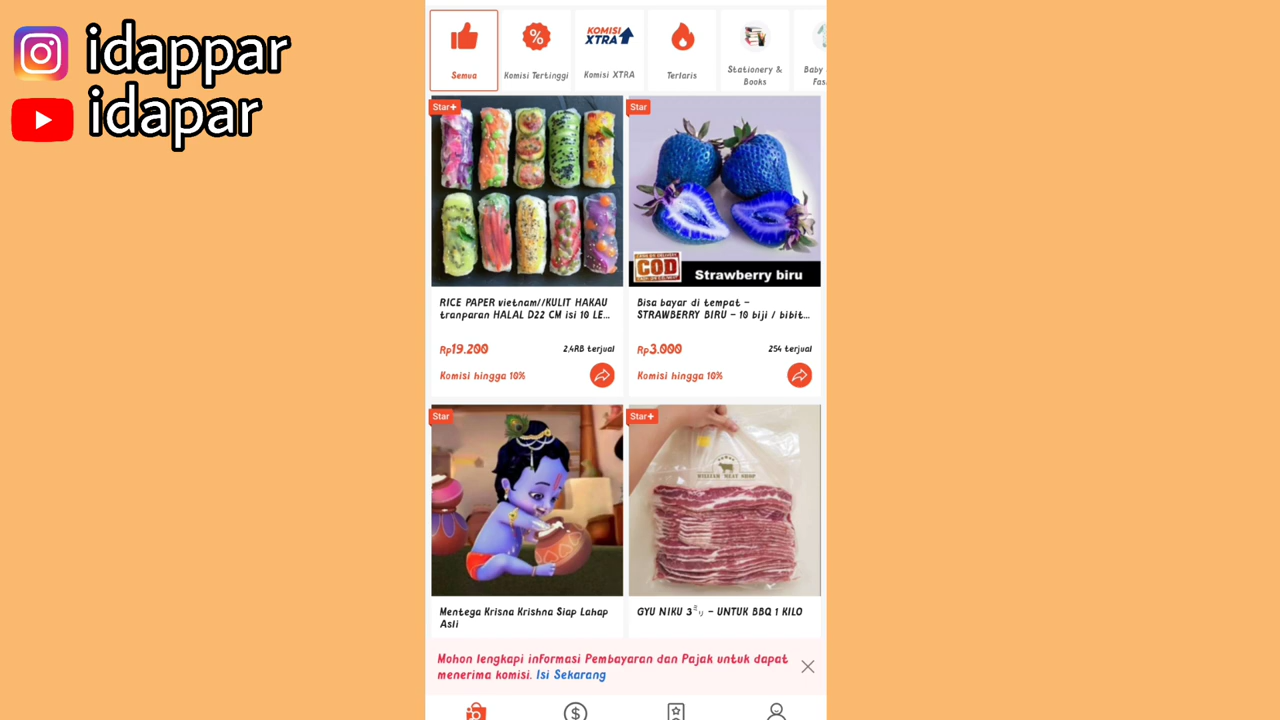 idappar
idapar
KOMISI
XTRA
Semua
Komisi Tertinggi
Komisi XTRA
Terlaris
Stationery &
Books
Baby
Fas
Star+
Star
COD
Strawberry biru
RICE PAPER vietnam//KULIT HAKAU
tranparan HALAL D22 CM isi 10 LE...
Bisa bayar di tempat -
STRAWBERRY BIRU - 10 biji / bibit...
Rp19.200
2,4RB terjual
Rp3.000
254 terjual
Komisi hingga 10%
Komisi hingga 10%
Star
Star+
Mentega Krisna Krishna Siap Lahap
Asli
GYU NIKU 3ミリ - UNTUK BBQ 1 KILO
Mohon lengkapi inFormasi Pembayaran dan Pajak untuk dapat
menerima komisi. Isi Sekarang